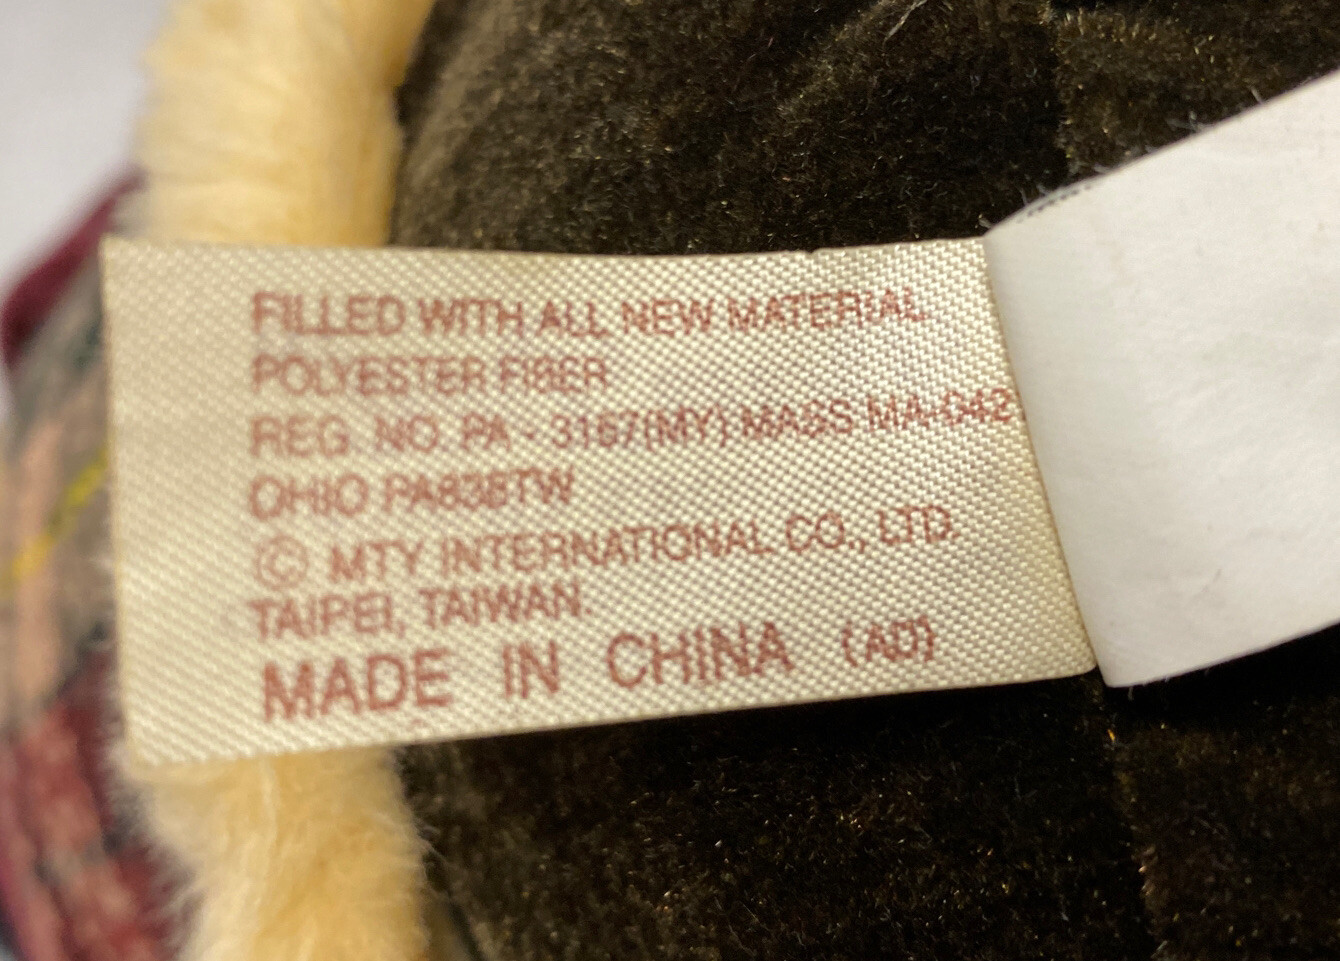 FILLED WITH ALL NEW MATERIAL
POLYESTER FIBER
REG. NO. PA - 3167(MY) MASS MA-G42
OHIO PA838TW
© MTY INTERNATIONAL CO., LTD.
TAIPEI, TAIWAN.
MADE IN CHINA (AD)